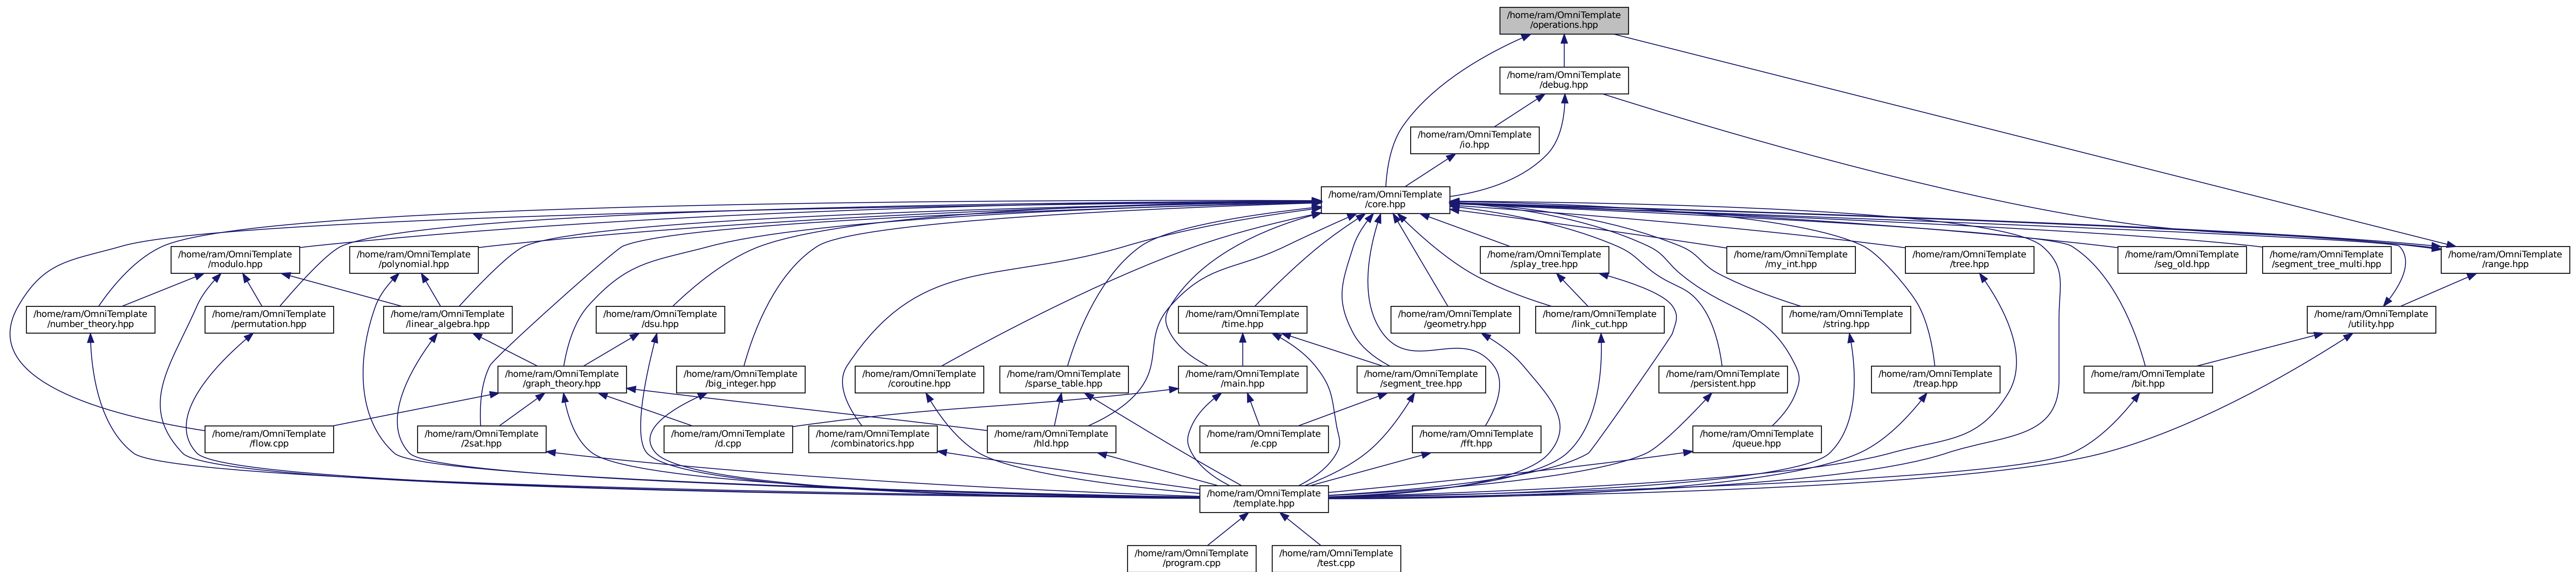 /home/ram/OmniTemplate
/operations.hpp
/home/ram/OmniTemplate
/debug.hpp
/home/ram/OmniTemplate
/io.hpp
/home/ram/OmniTemplate
/core.hpp
/home/ram/OmniTemplate
/modulo.hpp
/home/ram/OmniTemplate
/polynomial.hpp
/home/ram/OmniTemplate
/splay_tree.hpp
/home/ram/OmniTemplate
/my_int.hpp
/home/ram/OmniTemplate
/tree.hpp
/home/ram/OmniTemplate
/seg_old.hpp
/home/ram/OmniTemplate
/segment_tree_multi.hpp
/home/ram/OmniTemplate
/range.hpp
/home/ram/OmniTemplate
/number_theory.hpp
/home/ram/OmniTemplate
/permutation.hpp
/home/ram/OmniTemplate
/linear_algebra.hpp
/home/ram/OmniTemplate
/dsu.hpp
/home/ram/OmniTemplate
/time.hpp
/home/ram/OmniTemplate
/geometry.hpp
/home/ram/OmniTemplate
/link_cut.hpp
/home/ram/OmniTemplate
/string.hpp
/home/ram/OmniTemplate
/utility.hpp
/home/ram/OmniTemplate
/graph_theory.hpp
/home/ram/OmniTemplate
/big_integer.hpp
/home/ram/OmniTemplate
/coroutine.hpp
/home/ram/OmniTemplate
/sparse_table.hpp
/home/ram/OmniTemplate
/main.hpp
/home/ram/OmniTemplate
/segment_tree.hpp
/home/ram/OmniTemplate
/persistent.hpp
/home/ram/OmniTemplate
/treap.hpp
/home/ram/OmniTemplate
/bit.hpp
/home/ram/OmniTemplate
/flow.cpp
/home/ram/OmniTemplate
/2sat.hpp
/home/ram/OmniTemplate
/d.cpp
/home/ram/OmniTemplate
/combinatorics.hpp
/home/ram/OmniTemplate
/hld.hpp
/home/ram/OmniTemplate
/e.cpp
/home/ram/OmniTemplate
/fft.hpp
/home/ram/OmniTemplate
/queue.hpp
/home/ram/OmniTemplate
/template.hpp
/home/ram/OmniTemplate
/program.cpp
/home/ram/OmniTemplate
/test.cpp